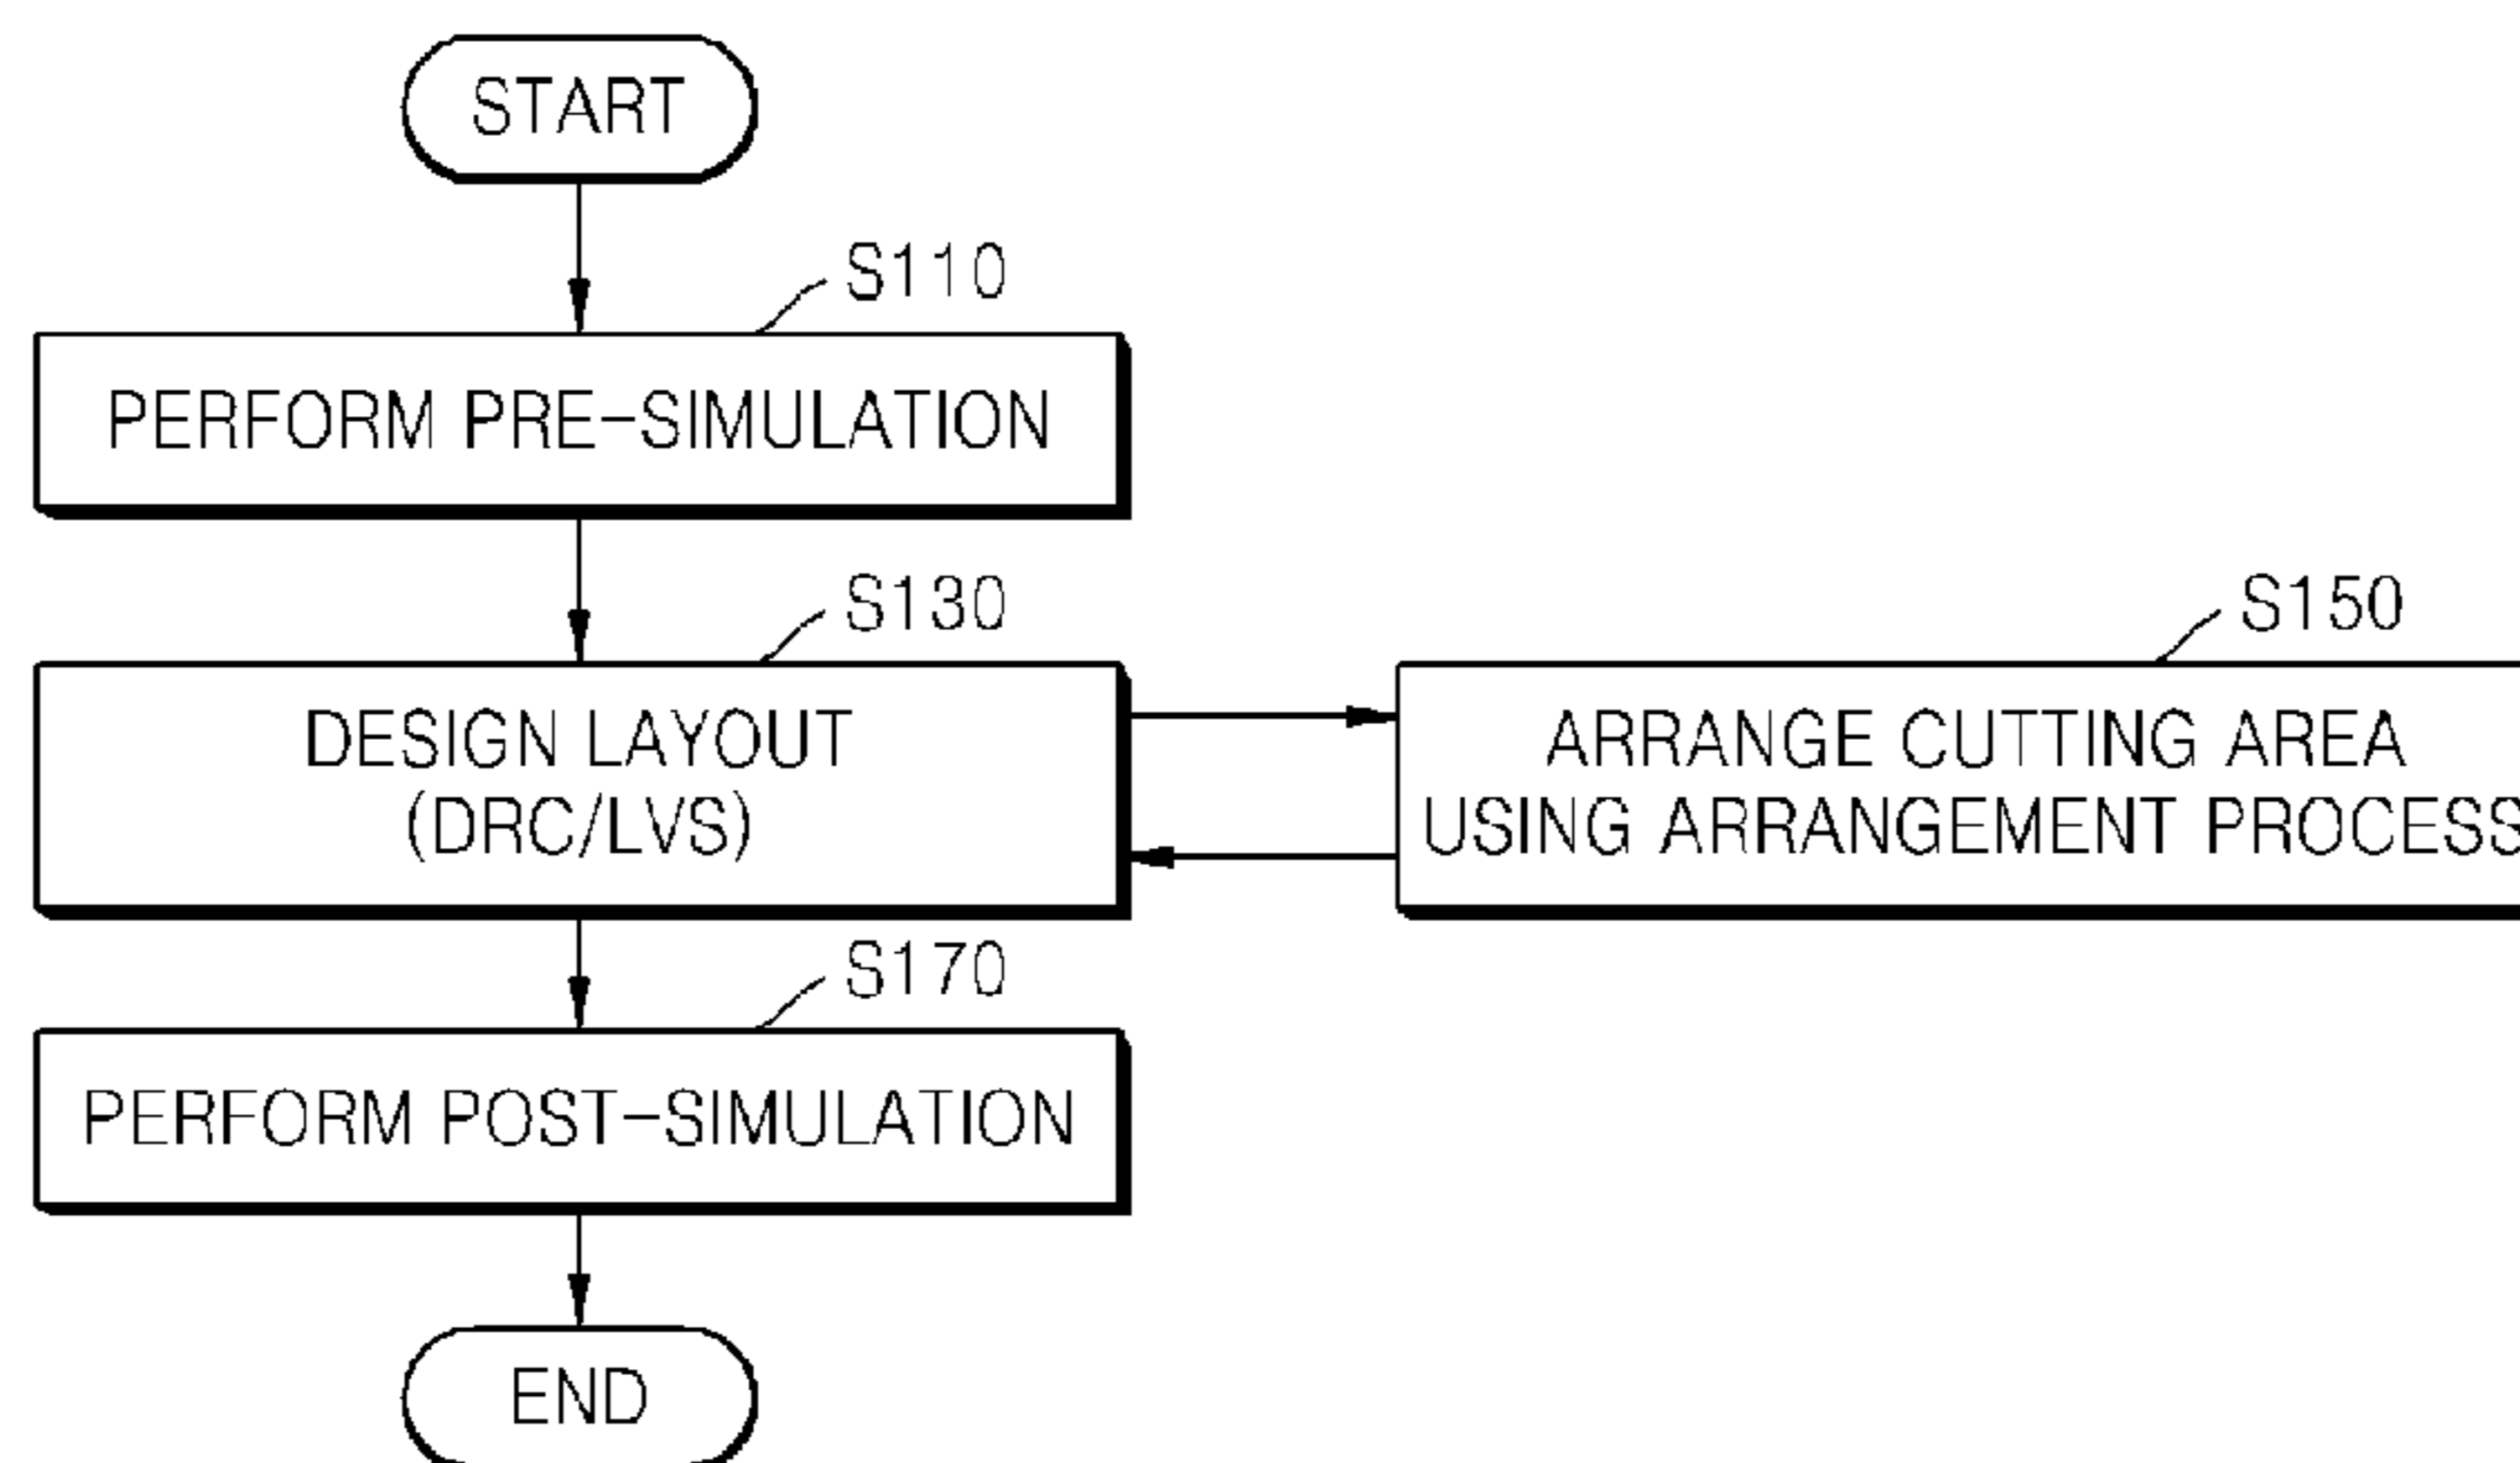 START
S110
PERFORM PRE-SIMULATION
S130
DESIGN LAYOUT
(DRC/LVS)
S150
ARRANGE CUTTING AREA
USING ARRANGEMENT PROCESS
S170
PERFORM POST-SIMULATION
END